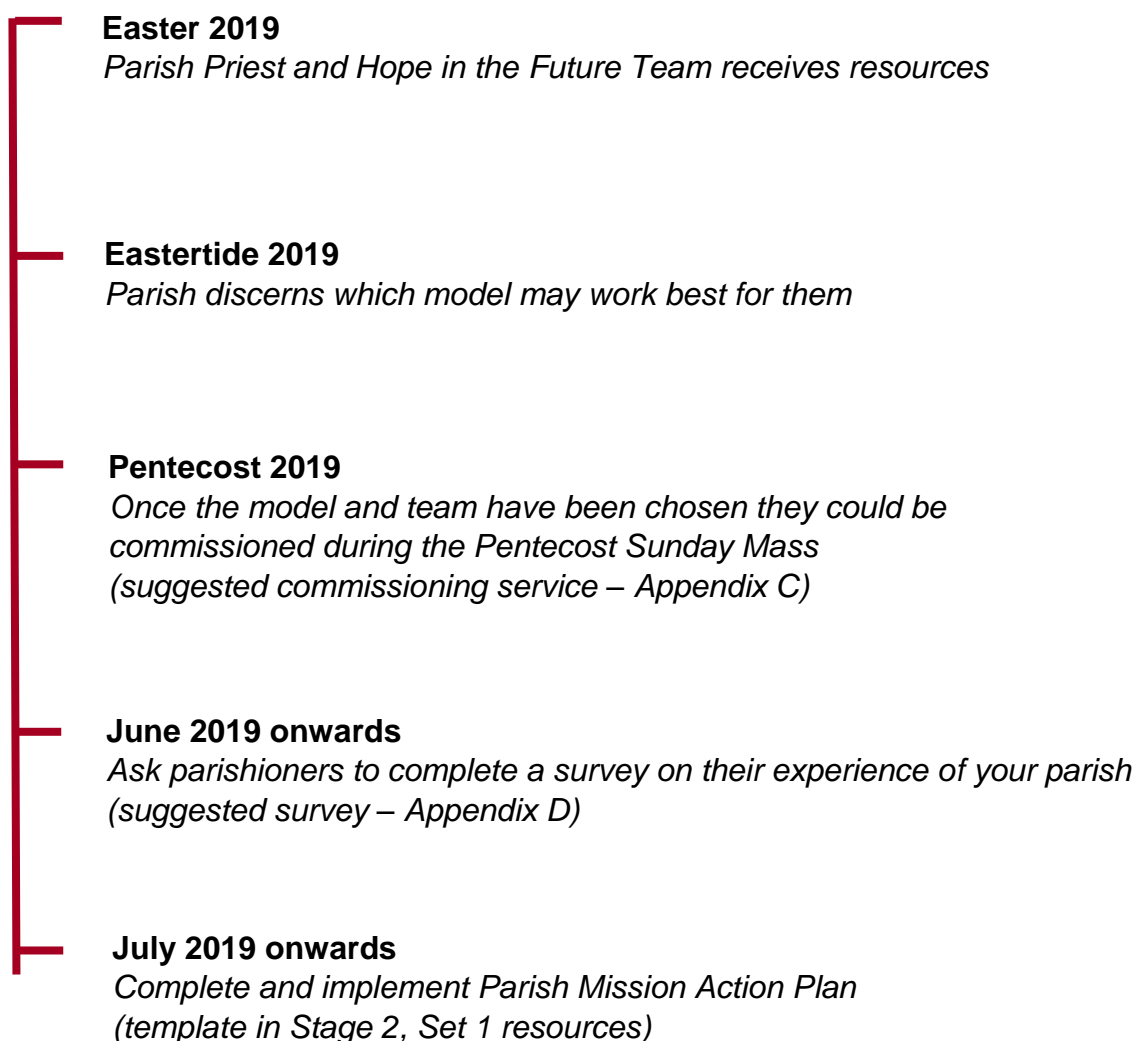 Easter 2019
Parish Priest and Hope in the Future Team receives resources
Eastertide 2019
Parish discerns which model may work best for them
Pentecost 2019
Once the model and team have been chosen they could be
commissioned during the Pentecost Sunday Mass
(suggested commissioning service – Appendix C)
June 2019 onwards
Ask parishioners to complete a survey on their experience of your parish
(suggested survey – Appendix D)
July 2019 onwards
Complete and implement Parish Mission Action Plan
(template in Stage 2, Set 1 resources)